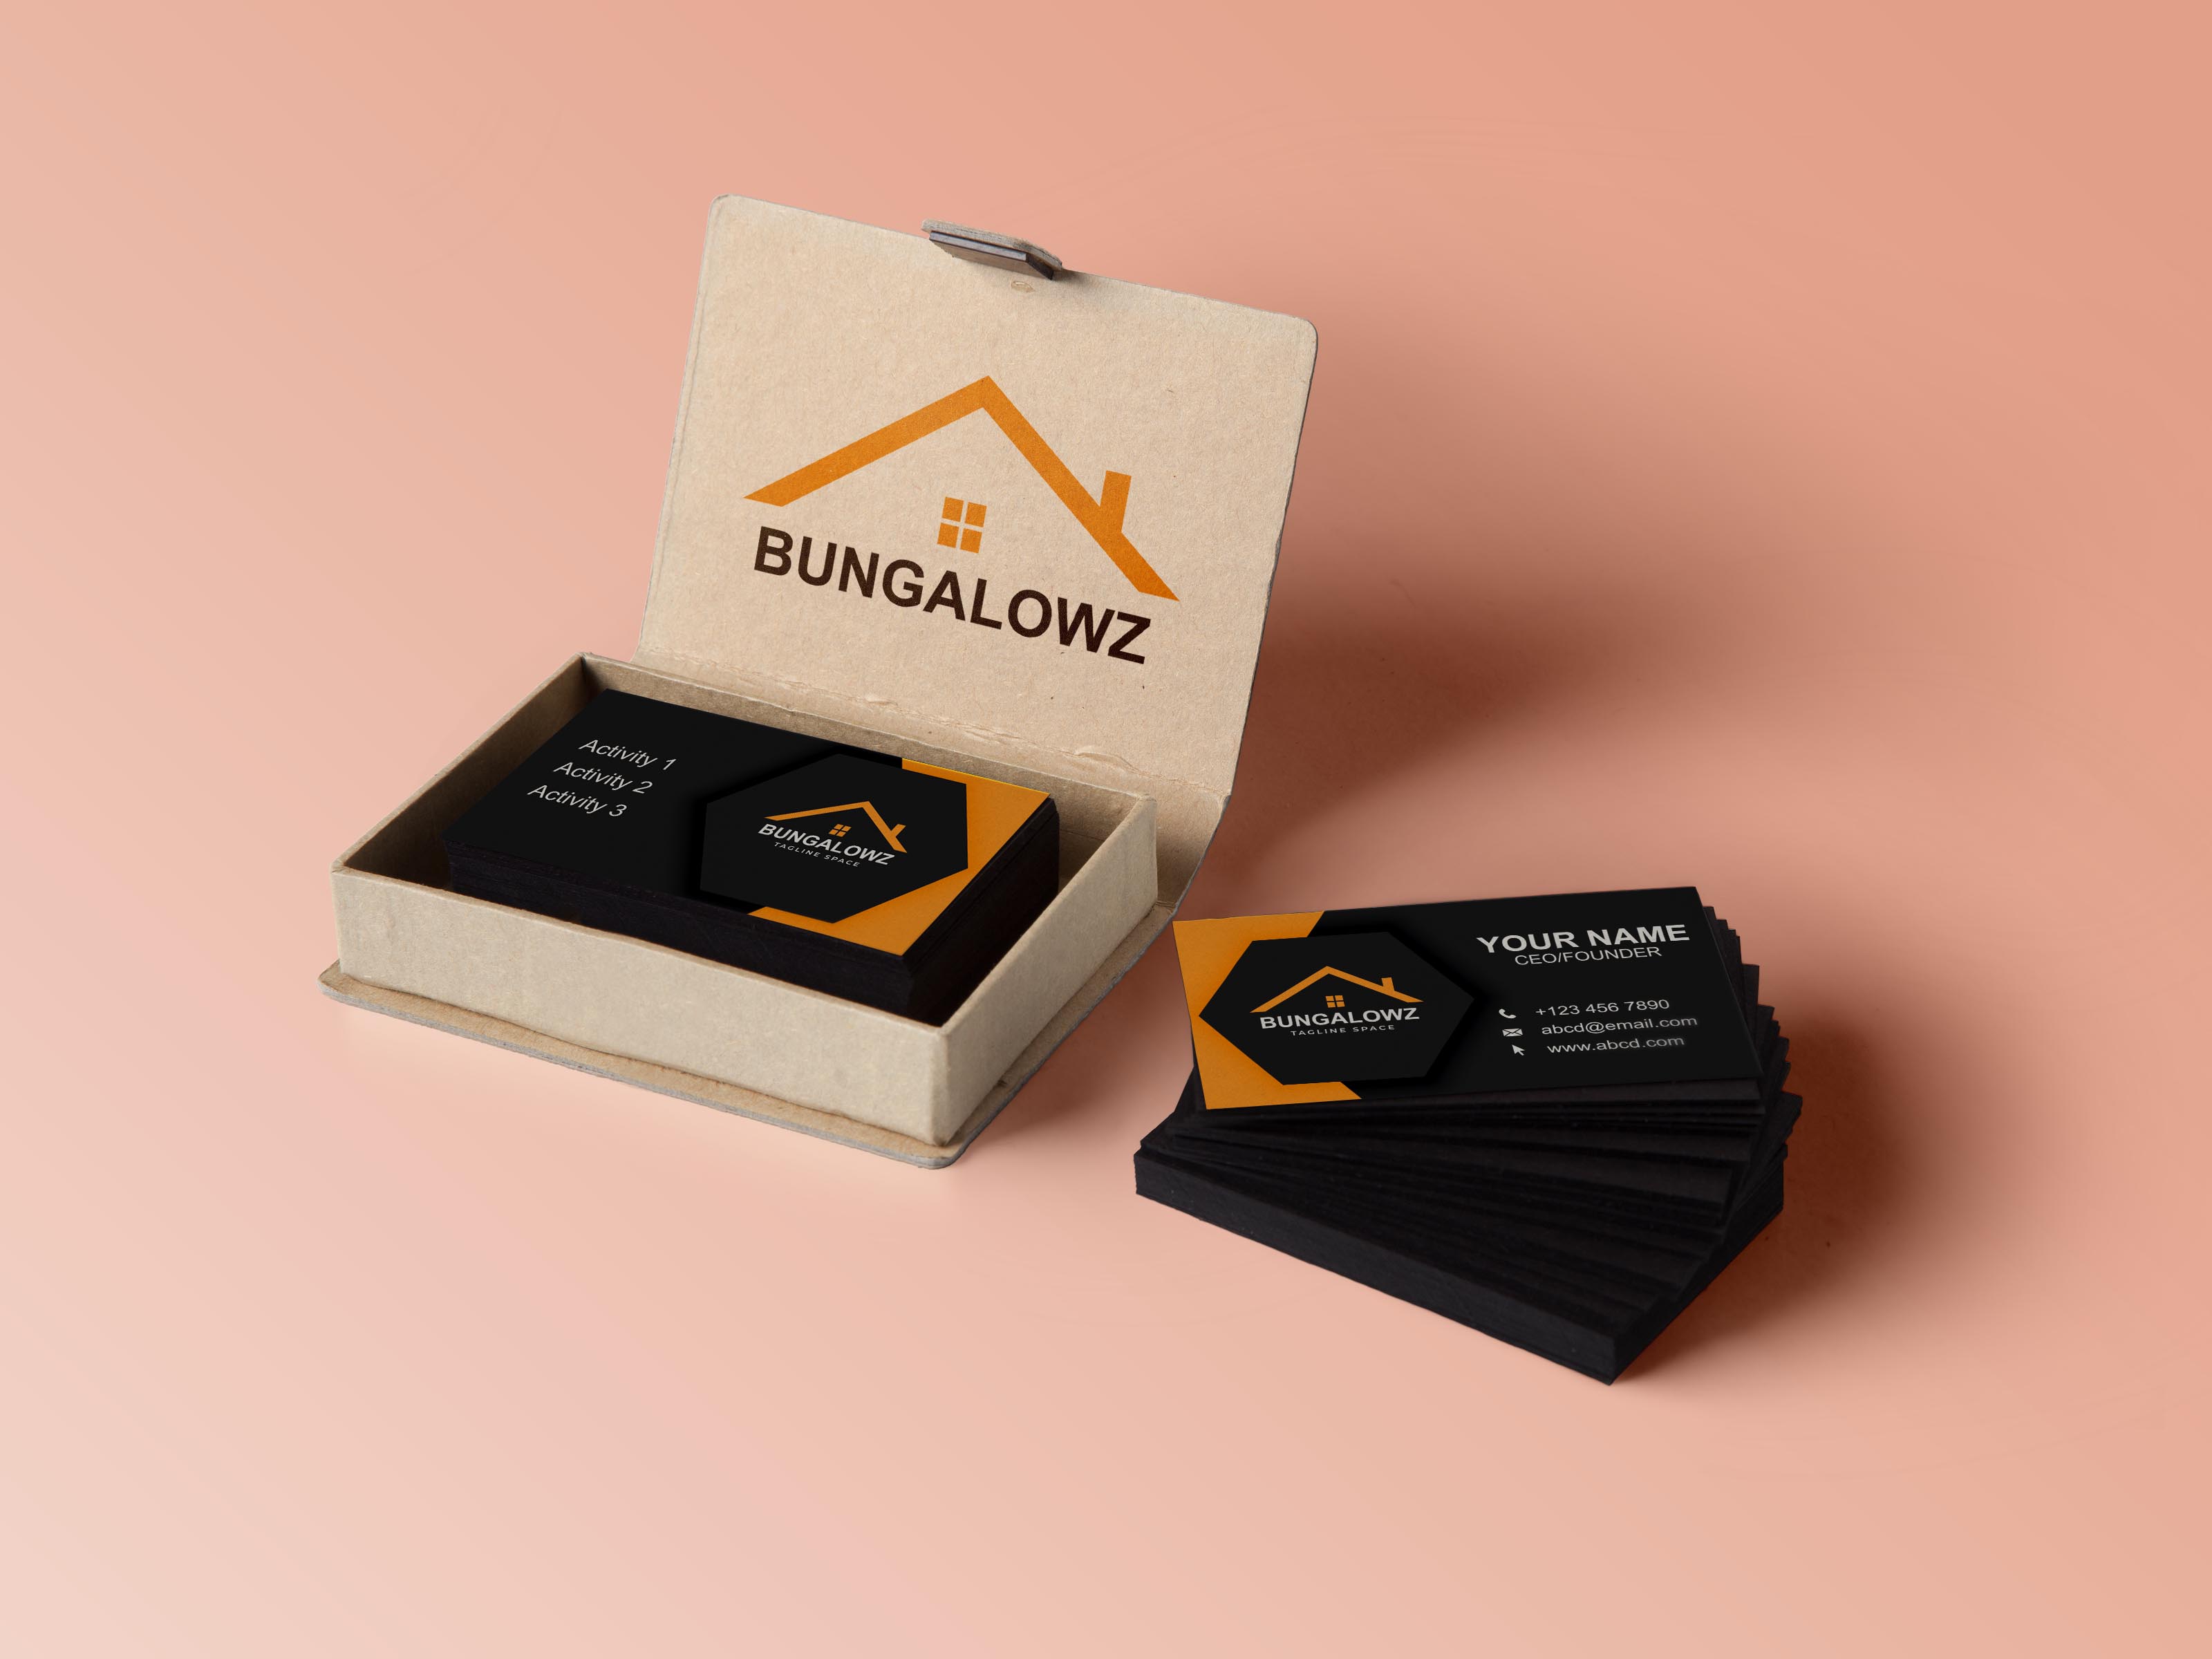 BUNGALOWZ
Activity 1
Activity 2
Activity 3
BUNGALOWZ
TAGLINE SPACE
BUNGALOWZ
TAGLINE SPACE
YOUR NAME
CEO/FOUNDER
+123 456 7890
abcd@email.com
www.abcd.com